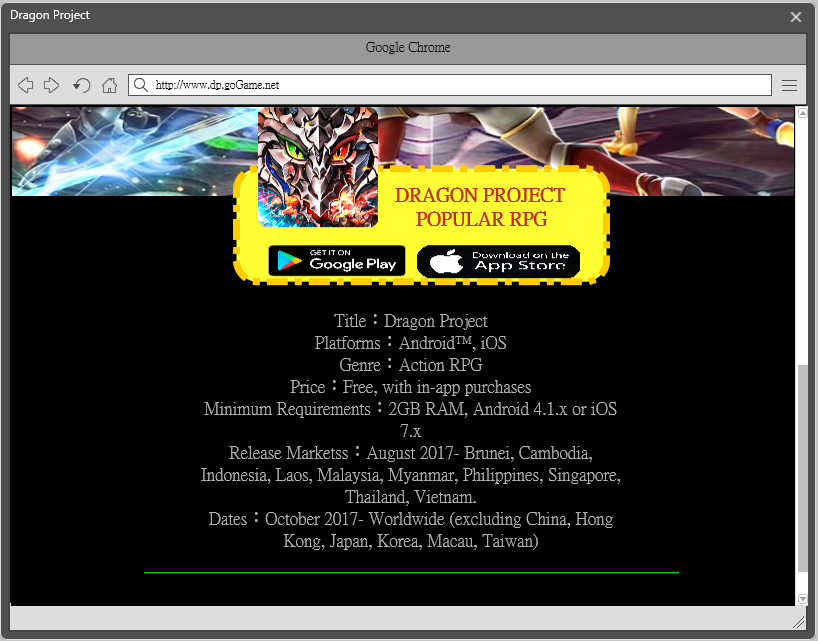 Dragon Project
Google Chrome
http://www.dp.goGame.net
DRAGON PROJECT
POPULAR RPG
GET IT ON
Google Play
Download on the
App Store
Title：Dragon Project
Platforms：Android™, iOS
Genre：Action RPG
Price：Free, with in-app purchases
Minimum Requirements：2GB RAM, Android 4.1.x or iOS
7.x
Release Marketss：August 2017- Brunei, Cambodia,
Indonesia, Laos, Malaysia, Myanmar, Philippines, Singapore,
Thailand, Vietnam.
Dates：October 2017- Worldwide (excluding China, Hong
Kong, Japan, Korea, Macau, Taiwan)